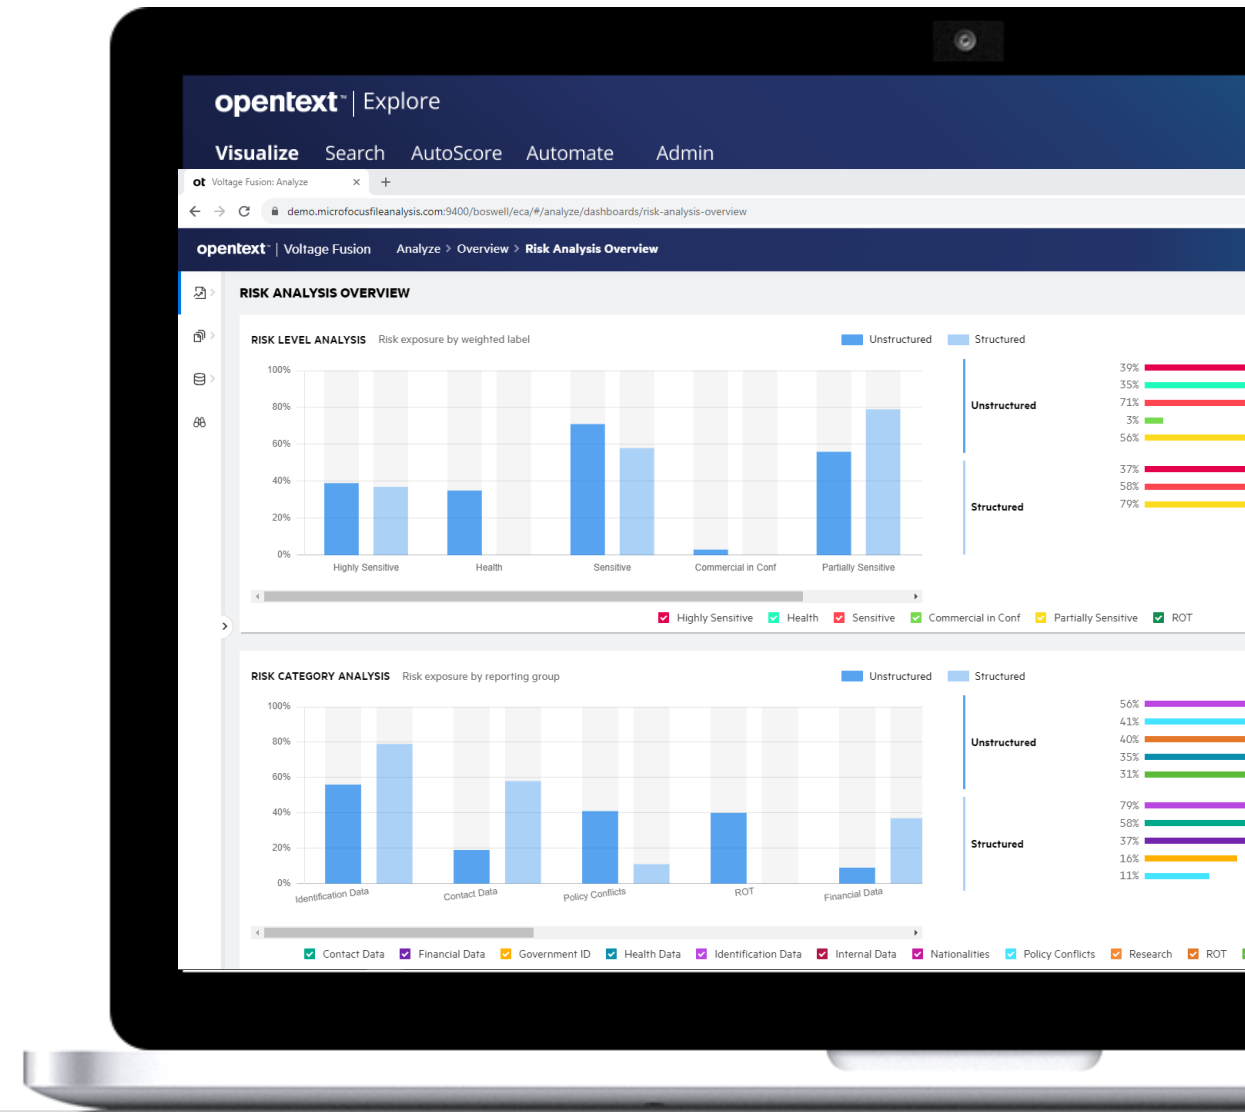 opentext™ | Explore
Visualize Search AutoScore Automate Admin
ot Voltage Fusion: Analyze × +
demo.microfocusfileanalysis.com:9400/boswell/eca/#/analyze/dashboards/risk-analysis-overview
opentext™ | Voltage Fusion Analyze > Overview > Risk Analysis Overview
RISK ANALYSIS OVERVIEW
RISK LEVEL ANALYSIS Risk exposure by weighted label Unstructured Structured
100%
80%
60%
40%
20%
0%
Highly Sensitive Health Sensitive Commercial in Conf Partially Sensitive
Unstructured
39%
35%
71%
3%
56%
Structured
37%
58%
79%
Highly Sensitive Health Sensitive Commercial in Conf Partially Sensitive ROT
RISK CATEGORY ANALYSIS Risk exposure by reporting group Unstructured Structured
100%
80%
60%
40%
20%
0%
Identification Data Contact Data Policy Conflicts ROT Financial Data
Unstructured
56%
41%
40%
35%
31%
Structured
79%
58%
37%
16%
11%
Contact Data Financial Data Government ID Health Data Identification Data Internal Data Nationalities Policy Conflicts Research ROT